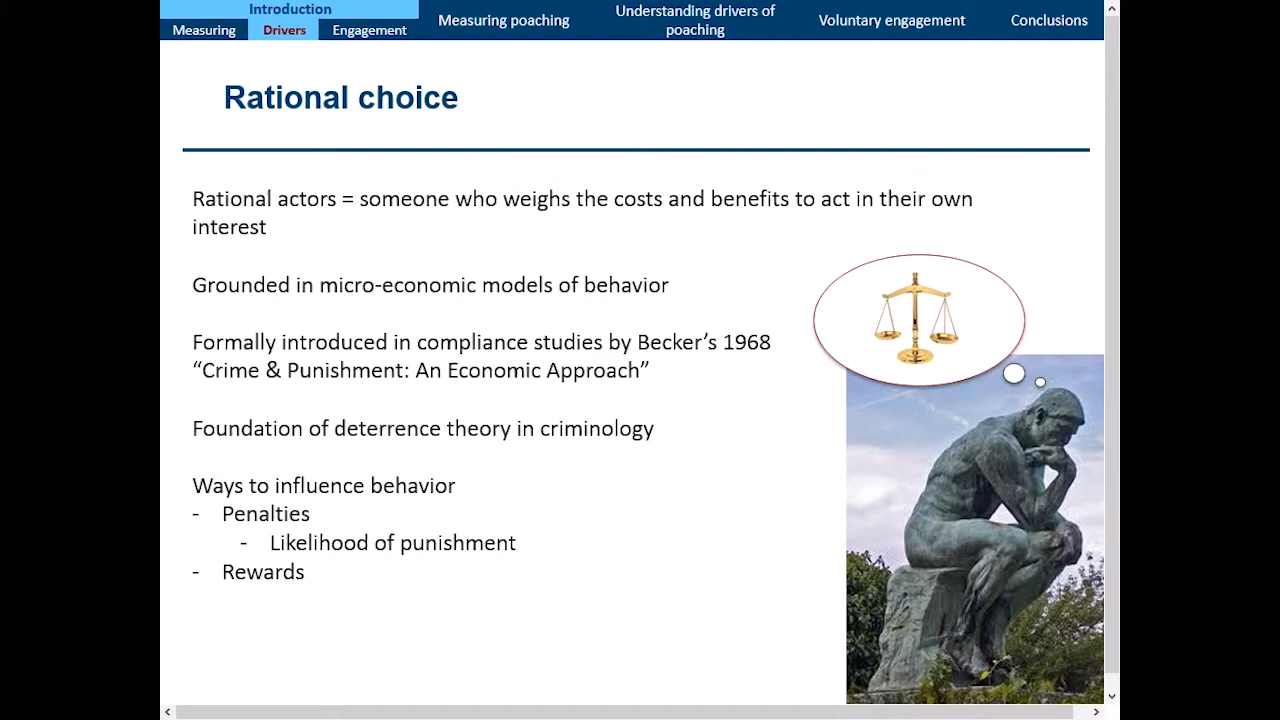 Introduction
Measuring Drivers Engagement
Measuring poaching
Understanding drivers of
poaching
Voluntary engagement
Conclusions
Rational choice
Rational actors = someone who weighs the costs and benefits to act in their own
interest
Grounded in micro-economic models of behavior
Formally introduced in compliance studies by Becker’s 1968
“Crime & Punishment: An Economic Approach”
Foundation of deterrence theory in criminology
Ways to influence behavior
- Penalties
- Likelihood of punishment
- Rewards